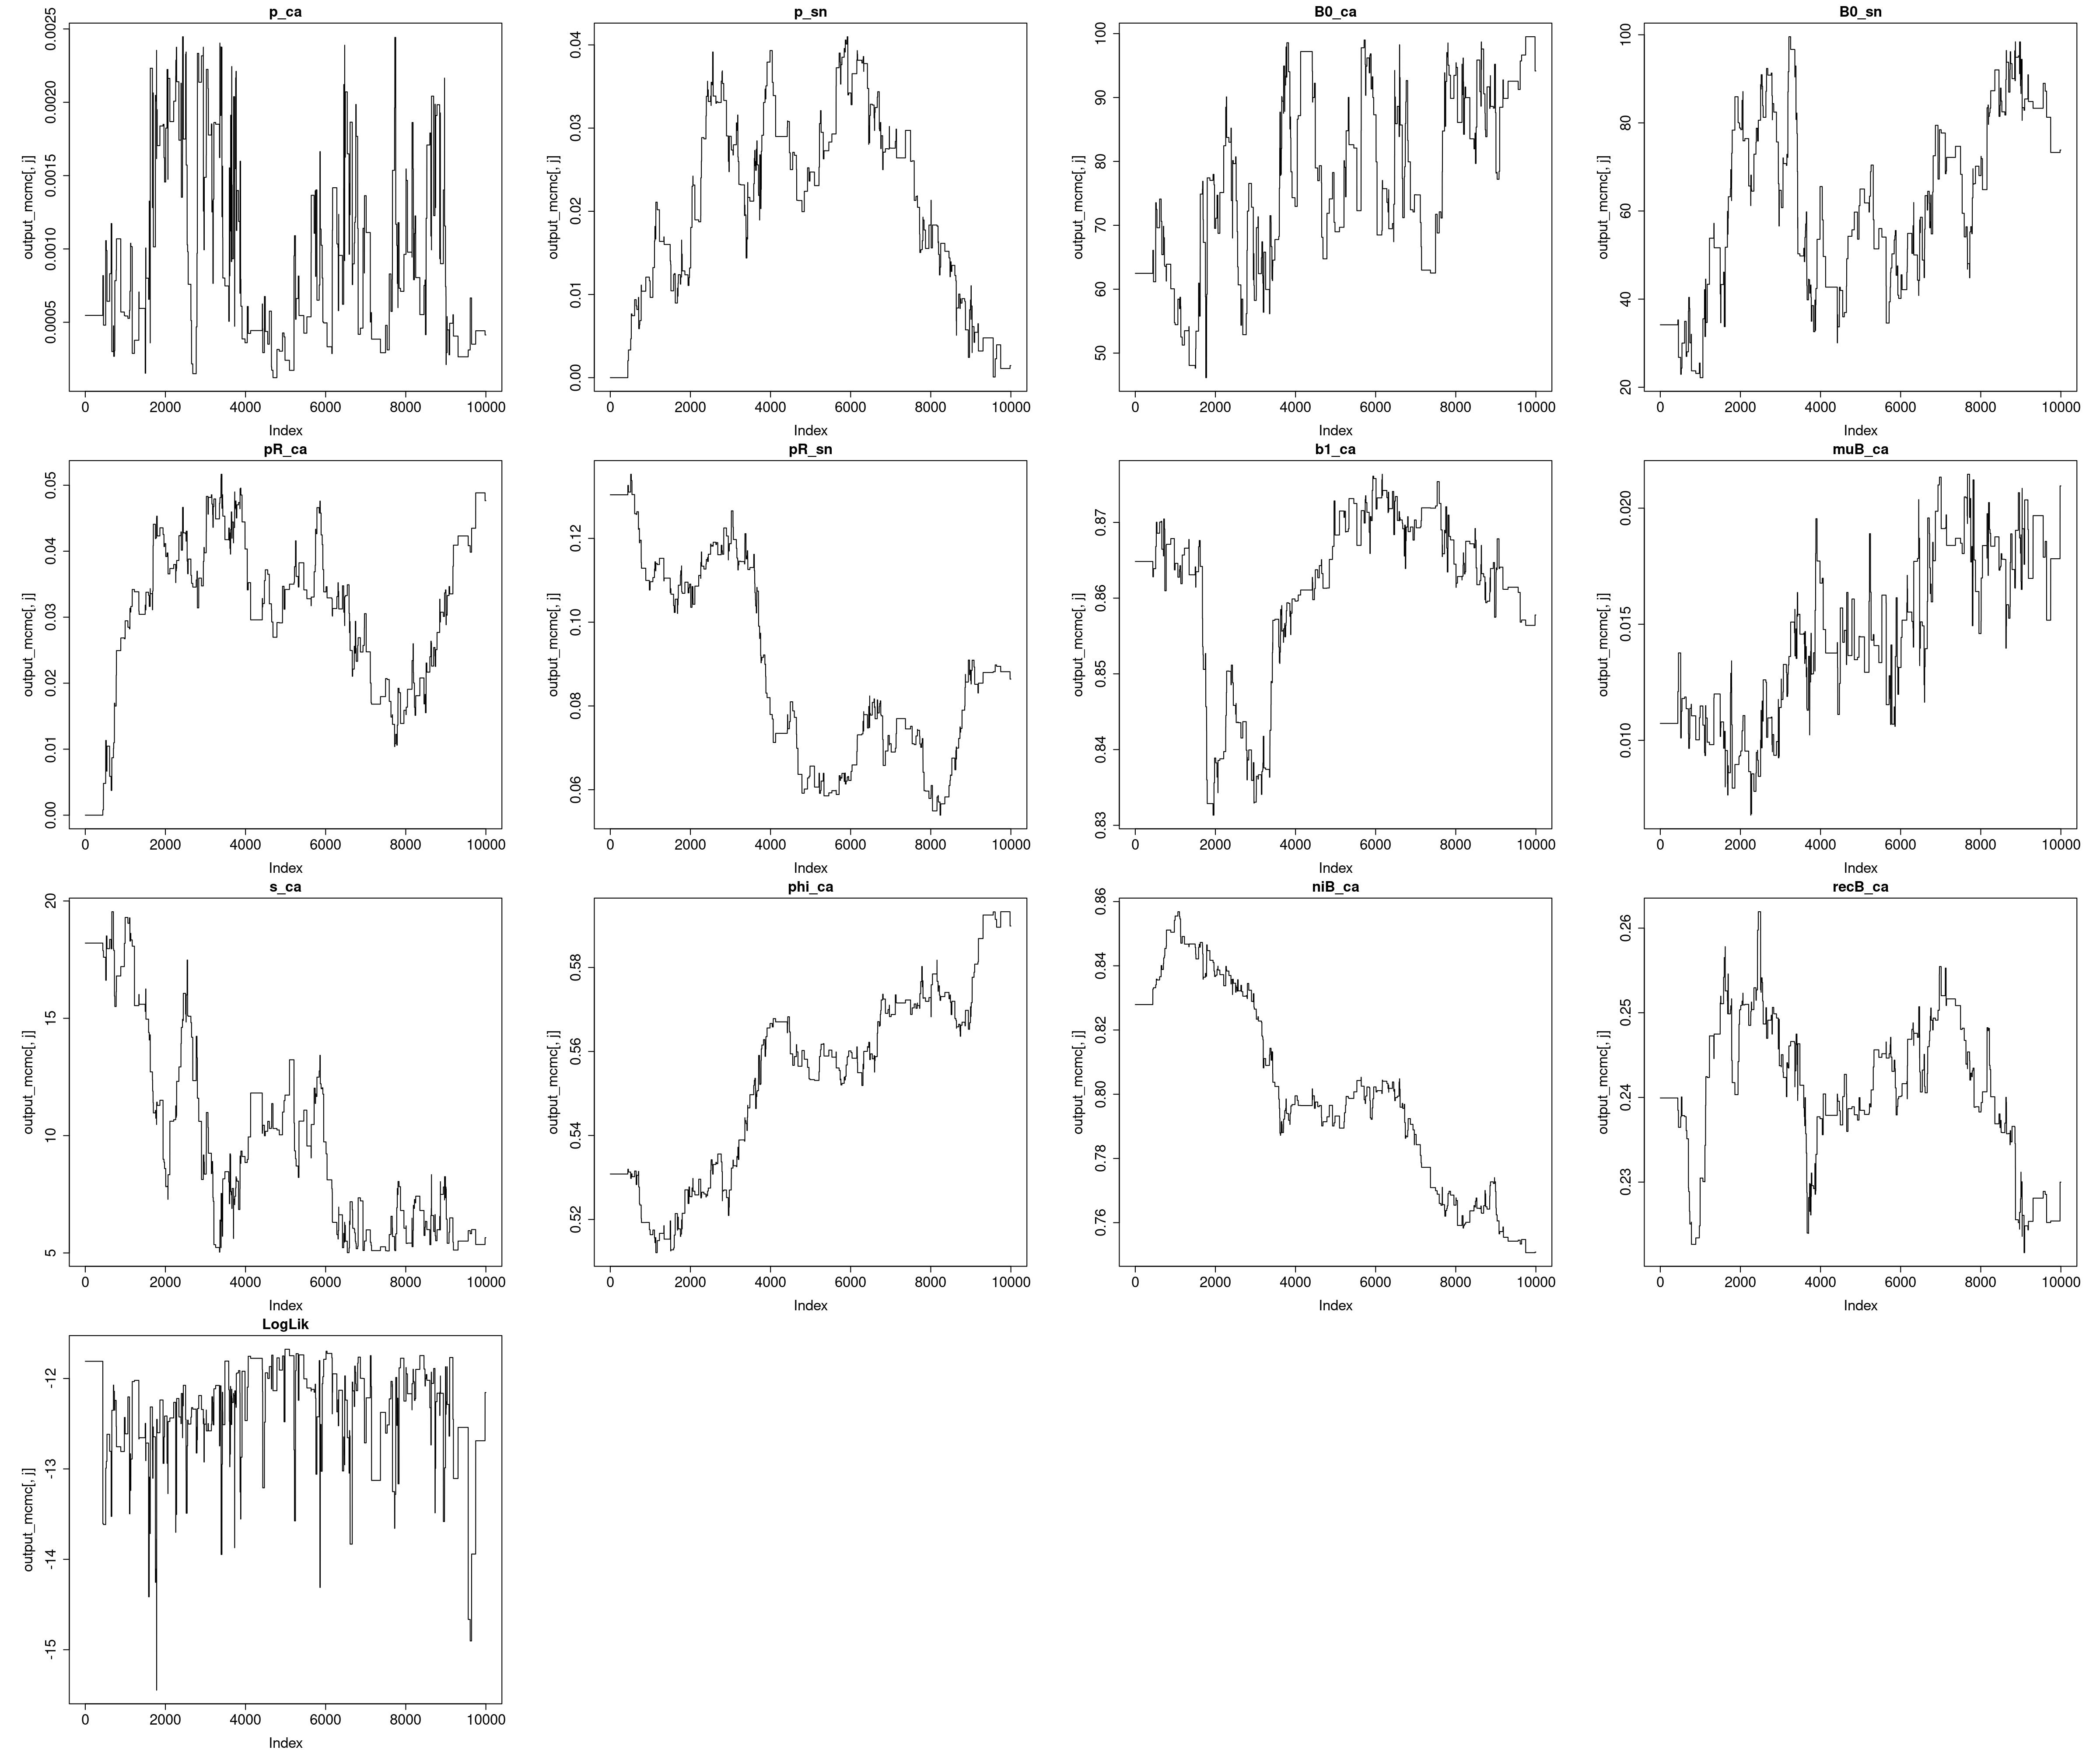 p_ca
p_sn
B0_ca
B0_sn
output_mcmc[, j]
0.0005 0.0010 0.0015 0.0020 0.0025
0 2000 4000 6000 8000 10000
Index
output_mcmc[, j]
0.00 0.01 0.02 0.03 0.04
0 2000 4000 6000 8000 10000
Index
output_mcmc[, j]
50 60 70 80 90 100
0 2000 4000 6000 8000 10000
Index
output_mcmc[, j]
20 40 60 80 100
0 2000 4000 6000 8000 10000
Index
pR_ca
pR_sn
b1_ca
muB_ca
output_mcmc[, j]
0.00 0.01 0.02 0.03 0.04 0.05
0 2000 4000 6000 8000 10000
Index
output_mcmc[, j]
0.06 0.08 0.10 0.12
0 2000 4000 6000 8000 10000
Index
output_mcmc[, j]
0.83 0.84 0.85 0.86 0.87
0 2000 4000 6000 8000 10000
Index
output_mcmc[, j]
0.010 0.015 0.020
0 2000 4000 6000 8000 10000
Index
s_ca
phi_ca
niB_ca
recB_ca
output_mcmc[, j]
5 10 15 20
0 2000 4000 6000 8000 10000
Index
output_mcmc[, j]
0.52 0.54 0.56 0.58
0 2000 4000 6000 8000 10000
Index
output_mcmc[, j]
0.76 0.78 0.80 0.82 0.84 0.86
0 2000 4000 6000 8000 10000
Index
output_mcmc[, j]
0.23 0.24 0.25 0.26
0 2000 4000 6000 8000 10000
Index
LogLik
output_mcmc[, j]
-15 -14 -13 -12
0 2000 4000 6000 8000 10000
Index